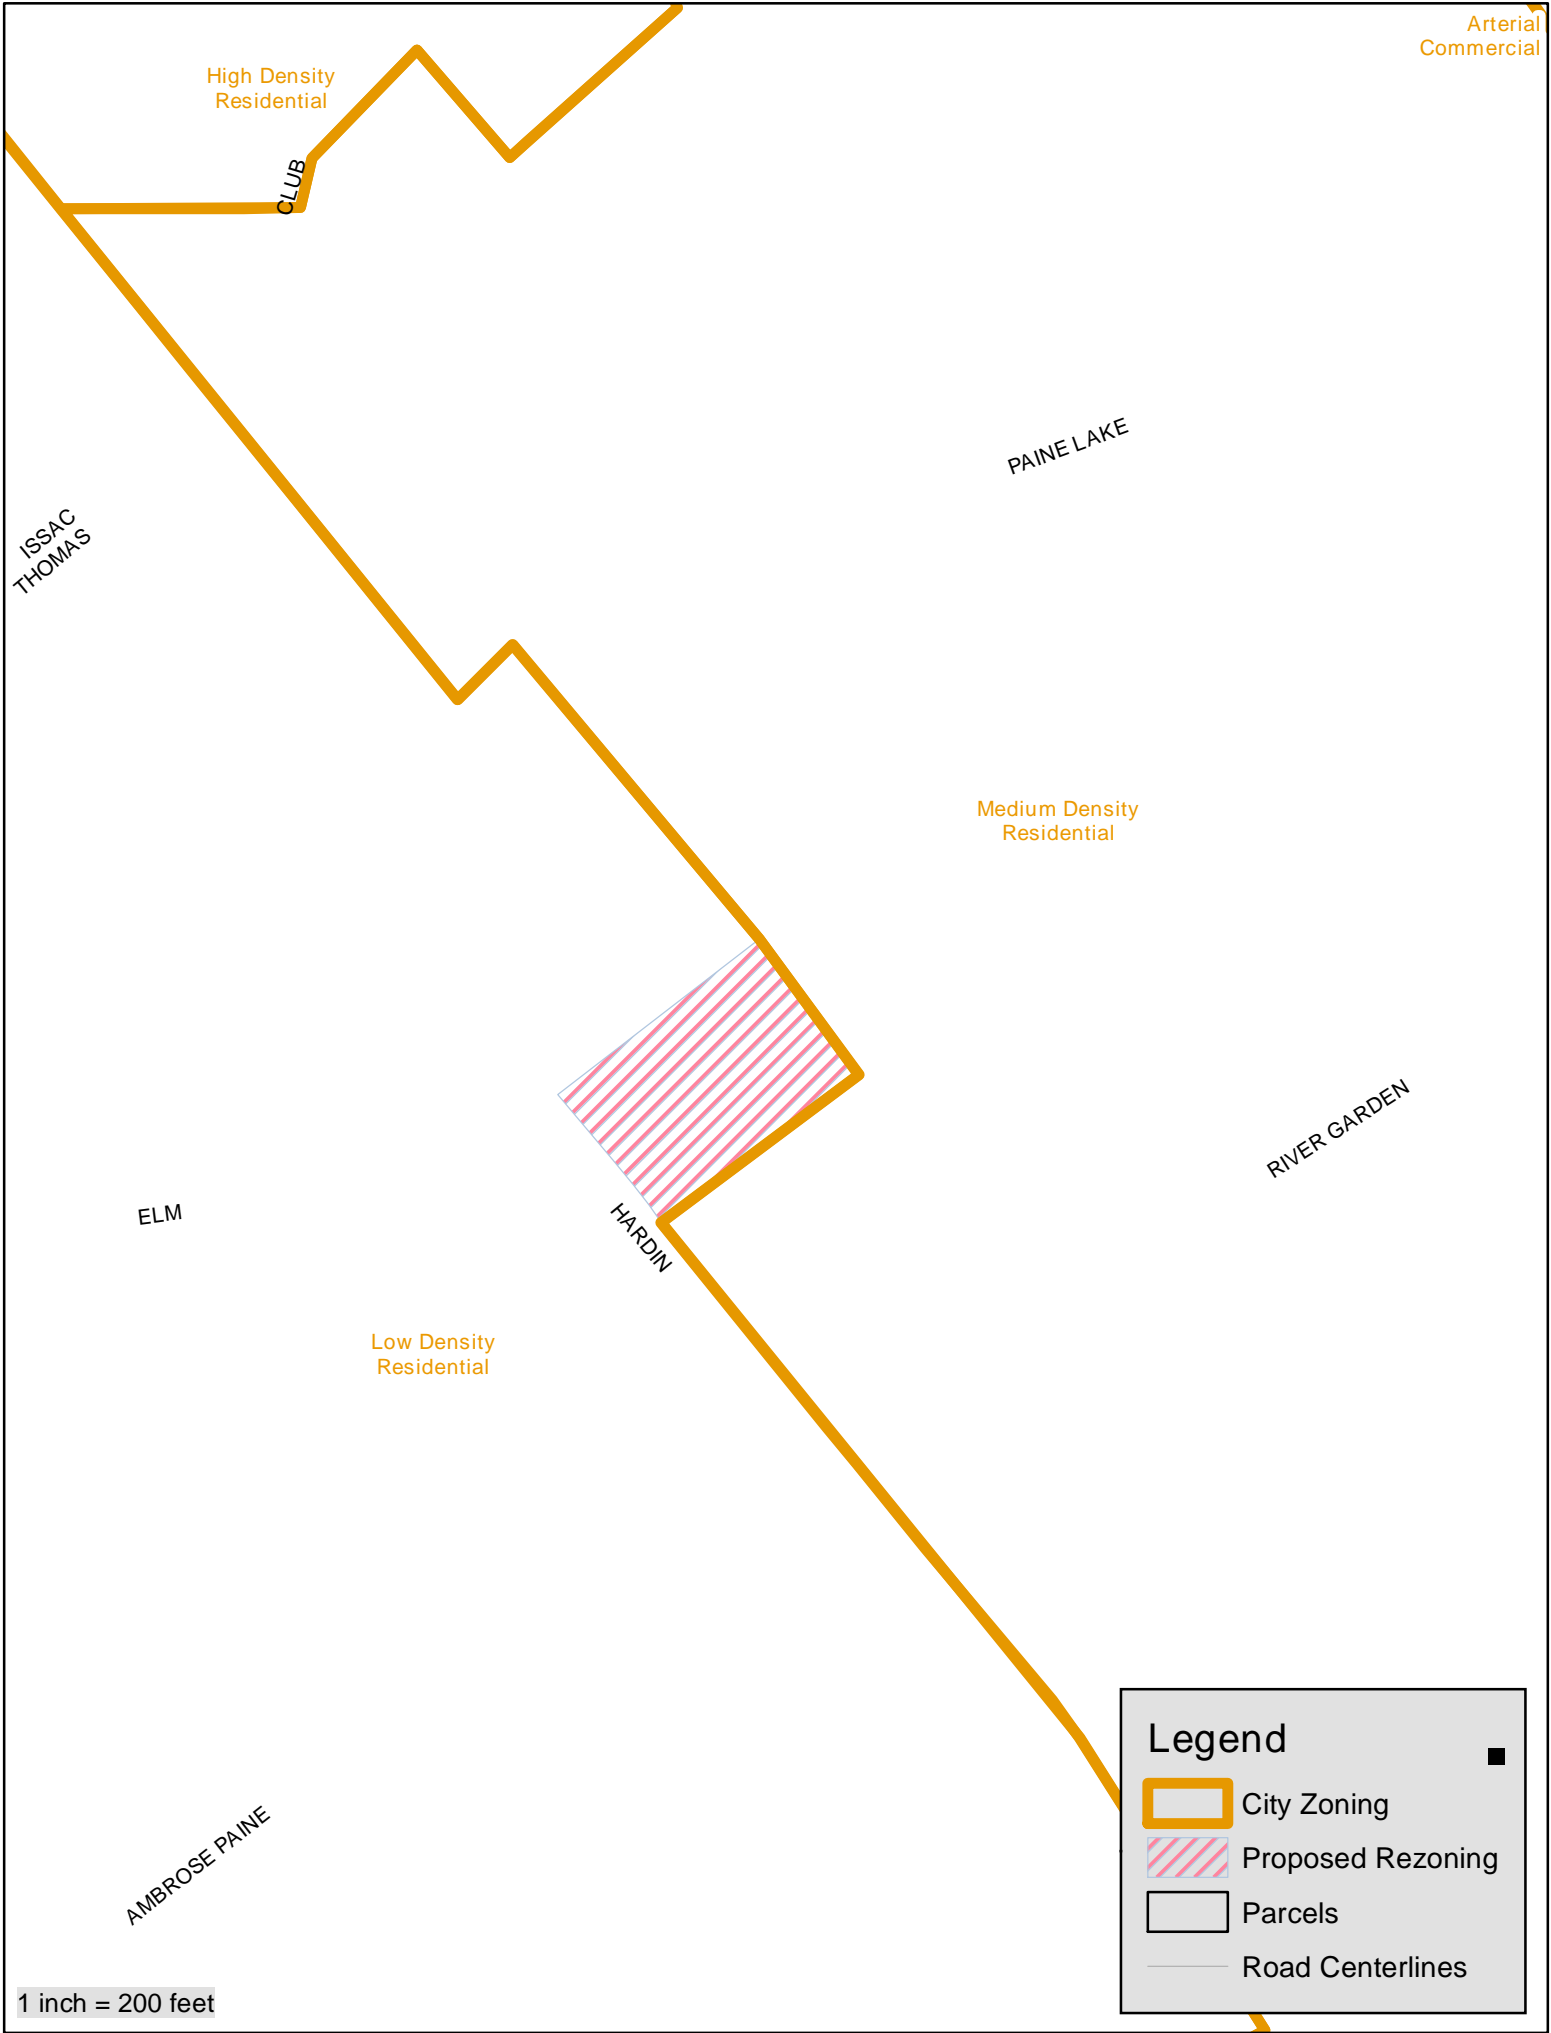 Arterial
Commercial
High Density
Residential
CLUB
PAINE LAKE
ISSAC
THOMAS
Medium Density
Residential
RIVER GARDEN
ELM
HARDIN
Low Density
Residential
AMBROSE PAINE
Legend
City Zoning
Proposed Rezoning
Parcels
Road Centerlines
1 inch = 200 feet